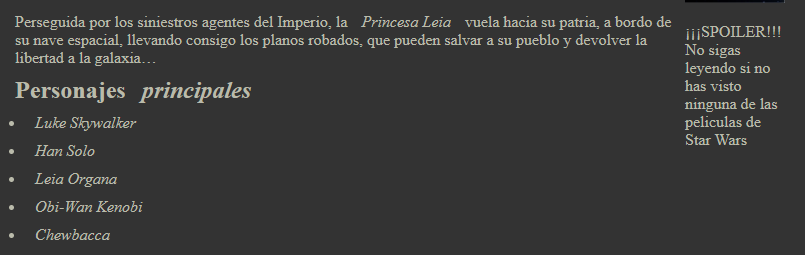 Perseguida por los siniestros agentes del Imperio, la Princesa Leia vuela hacia su patria, a bordo de
su nave espacial, llevando consigo los planos robados, que pueden salvar a su pueblo y devolver la
libertad a la galaxia…
Personajes principales
Luke Skywalker
Han Solo
Leia Organa
Obi-Wan Kenobi
Chewbacca
¡¡¡SPOILER!!!
No sigas
leyendo si no
has visto
ninguna de las
películas de
Star Wars